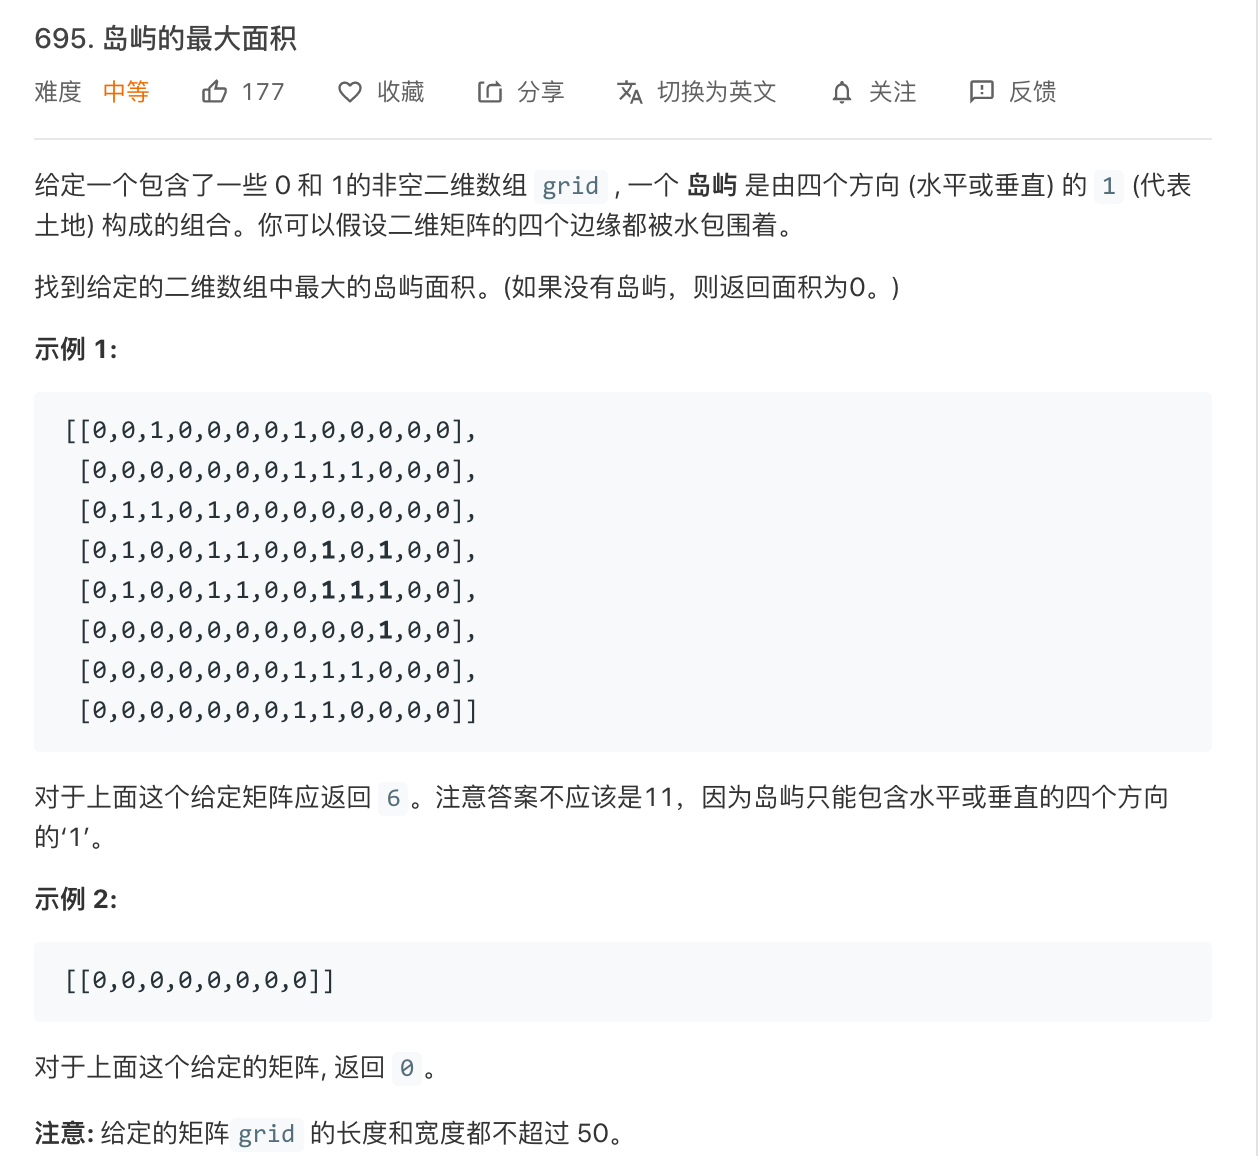 695. 岛屿的最大面积
难度 中等 177 收藏 分享 切换为英文 关注 反馈
给定一个包含了一些 0 和 1的非空二维数组 grid , 一个 岛屿 是由四个方向 (水平或垂直) 的 1 (代表
土地) 构成的组合。你可以假设二维矩阵的四个边缘都被水包围着。
找到给定的二维数组中最大的岛屿面积。(如果没有岛屿，则返回面积为0。)
示例 1:
[[0,0,1,0,0,0,0,1,0,0,0,0,0],
[0,0,0,0,0,0,0,1,1,1,0,0,0],
[0,1,1,0,1,0,0,0,0,0,0,0,0],
[0,1,0,0,1,1,0,0,1,0,1,0,0],
[0,1,0,0,1,1,0,0,1,1,1,0,0],
[0,0,0,0,0,0,0,0,0,0,1,0,0],
[0,0,0,0,0,0,0,1,1,1,0,0,0],
[0,0,0,0,0,0,0,1,1,0,0,0,0]]
对于上面这个给定矩阵应返回 6 。注意答案不应该是11，因为岛屿只能包含水平或垂直的四个方向
的‘1’。
示例 2:
[[0,0,0,0,0,0,0,0]]
对于上面这个给定的矩阵, 返回 0 。
注意: 给定的矩阵 grid 的长度和宽度都不超过 50。